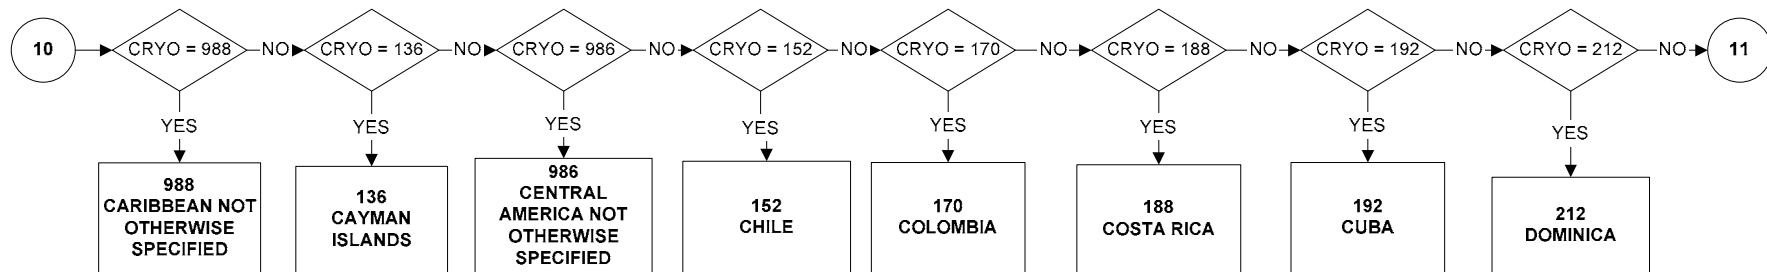 10
CRYO = 988
NO
CRYO = 136
NO
CRYO = 986
NO
CRYO = 152
NO
CRYO = 170
NO
CRYO = 188
NO
CRYO = 192
NO
CRYO = 212
NO
11
YES
YES
YES
YES
YES
YES
YES
YES
988
CARIBBEAN NOT
OTHERWISE
SPECIFIED
136
CAYMAN
ISLANDS
986
CENTRAL
AMERICA NOT
OTHERWISE
SPECIFIED
152
CHILE
170
COLOMBIA
188
COSTA RICA
192
CUBA
212
DOMINICA